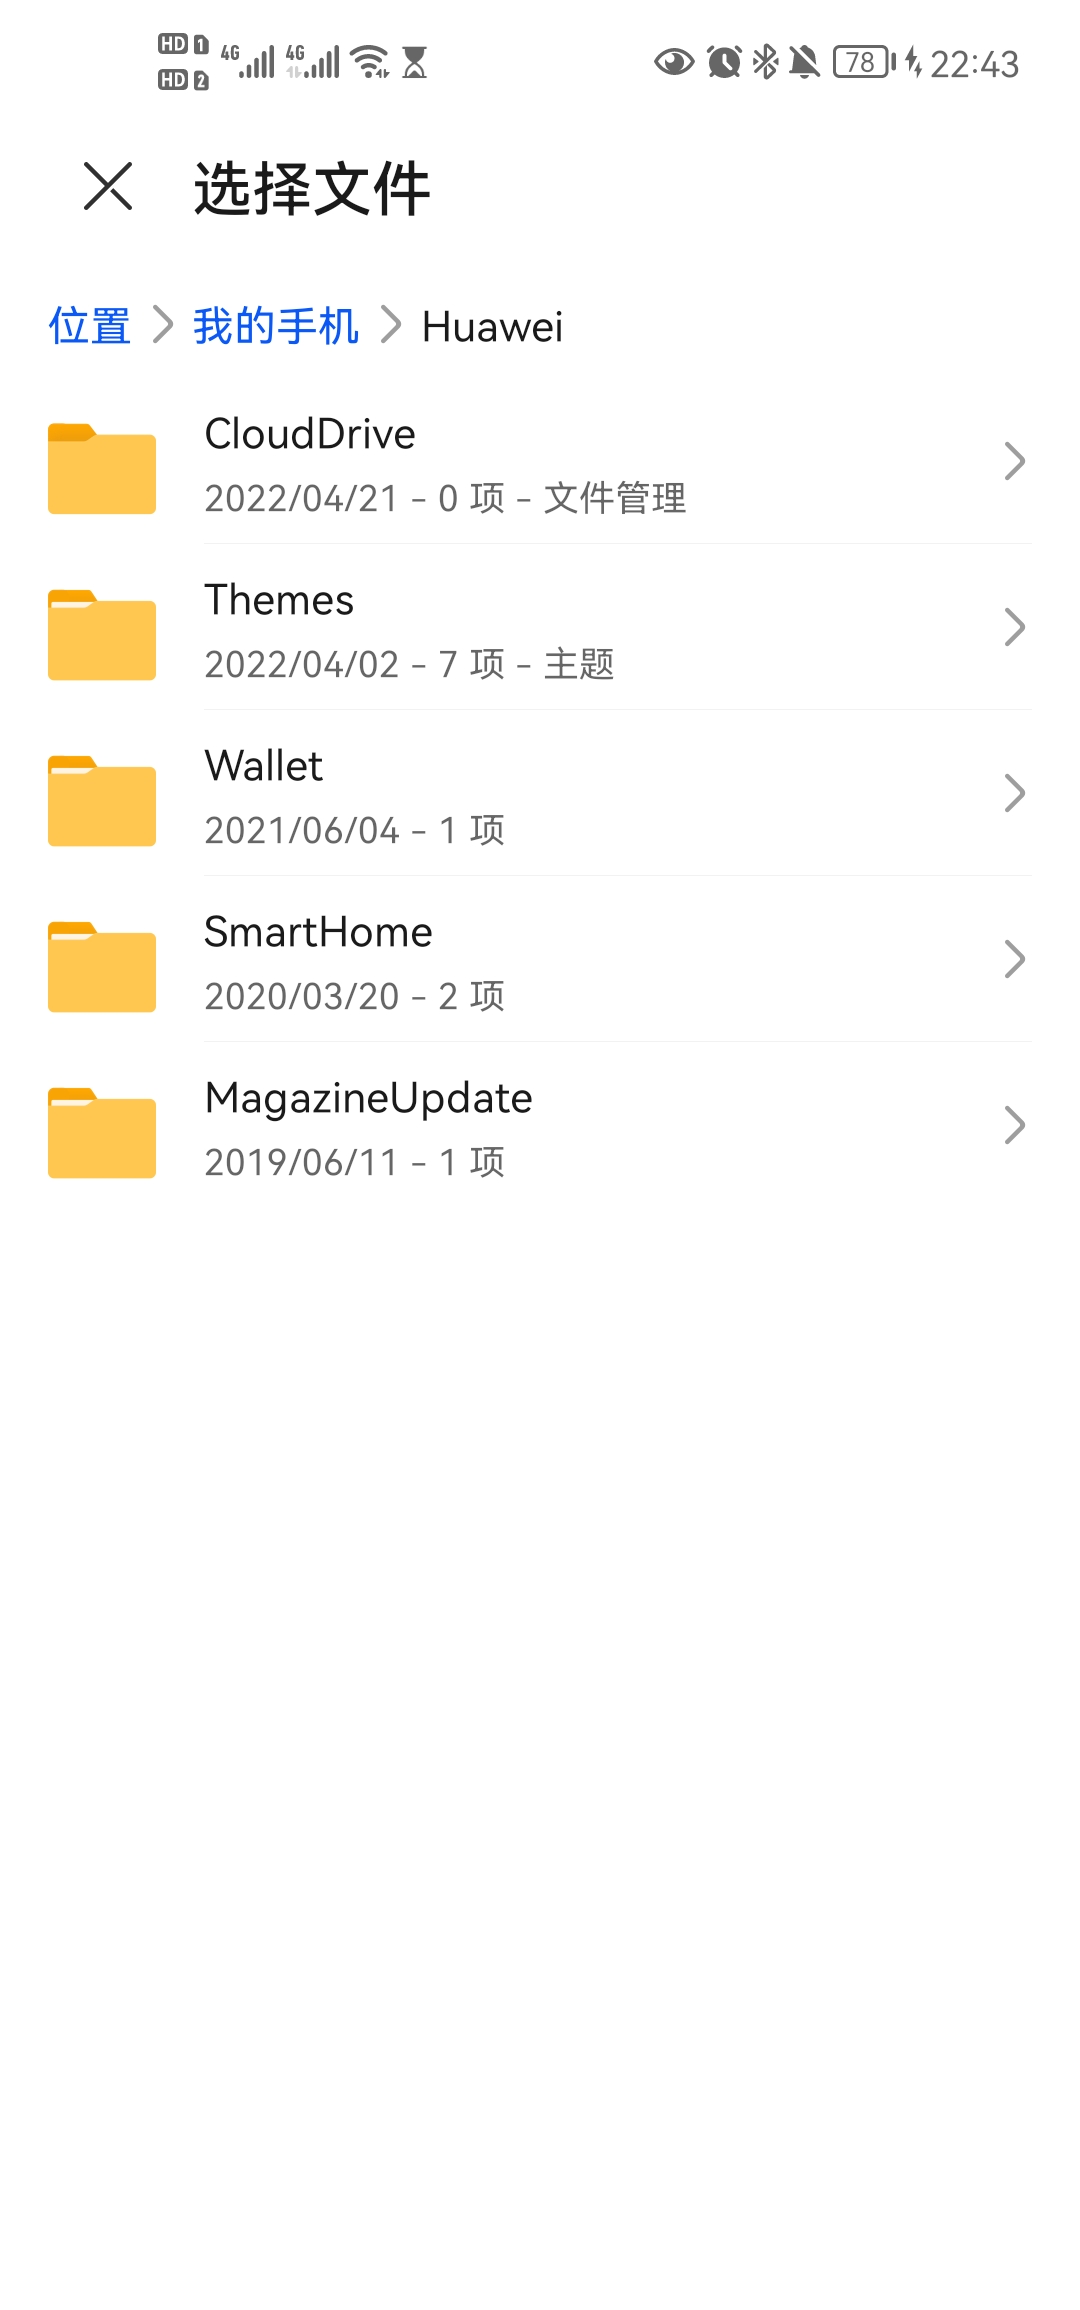 HD 1 4G 4G 78 22:43
HD 2
选择文件
位置 > 我的手机 > Huawei
CloudDrive
2022/04/21 - 0 项 - 文件管理
Themes
2022/04/02 - 7 项 - 主题
Wallet
2021/06/04 - 1 项
SmartHome
2020/03/20 - 2 项
MagazineUpdate
2019/06/11 - 1 项